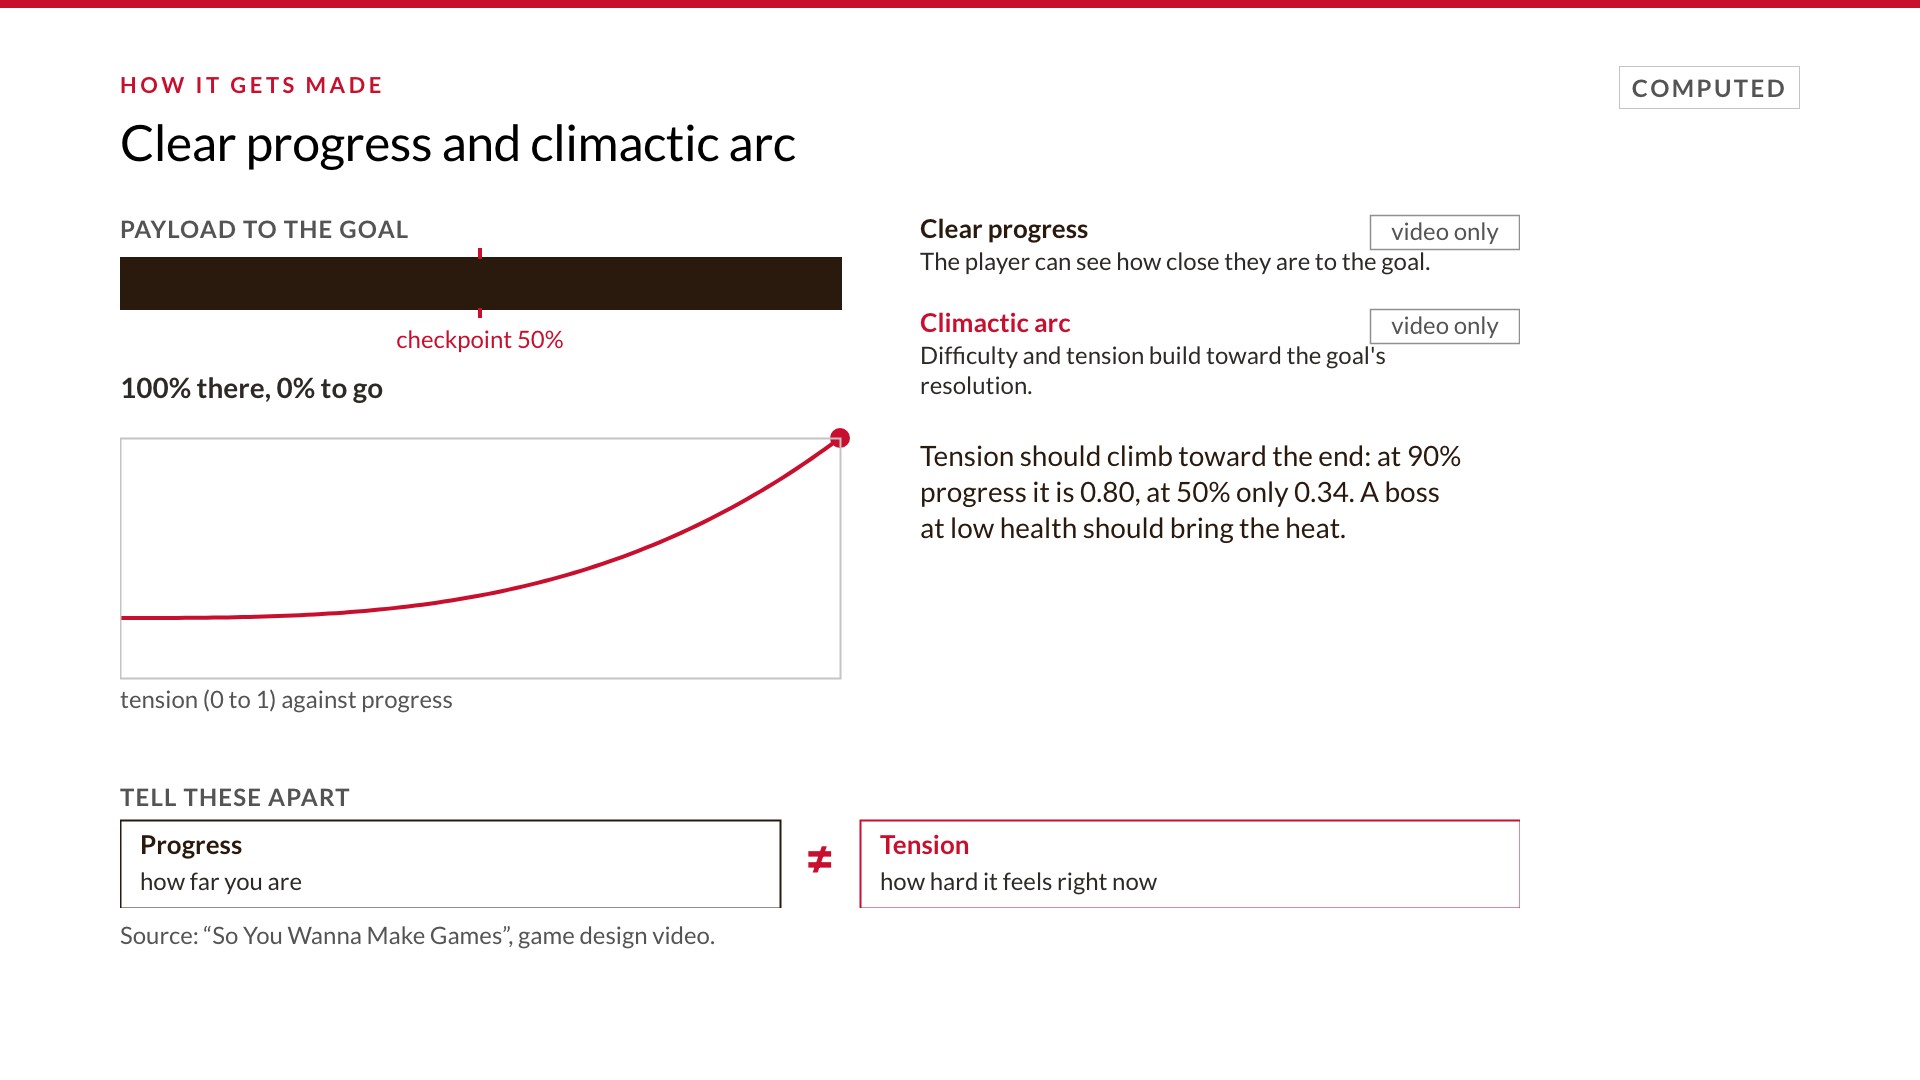 HOW IT GETS MADE
COMPUTED
Clear progress and climactic arc
PAYLOAD TO THE GOAL
checkpoint 50%
100% there, 0% to go
tension (0 to 1) against progress
Clear progress
video only
The player can see how close they are to the goal.
Climactic arc
video only
Difficulty and tension build toward the goal's
resolution.
Tension should climb toward the end: at 90%
progress it is 0.80, at 50% only 0.34. A boss
at low health should bring the heat.
TELL THESE APART
Progress
how far you are
≠
Tension
how hard it feels right now
Source: “So You Wanna Make Games”, game design video.